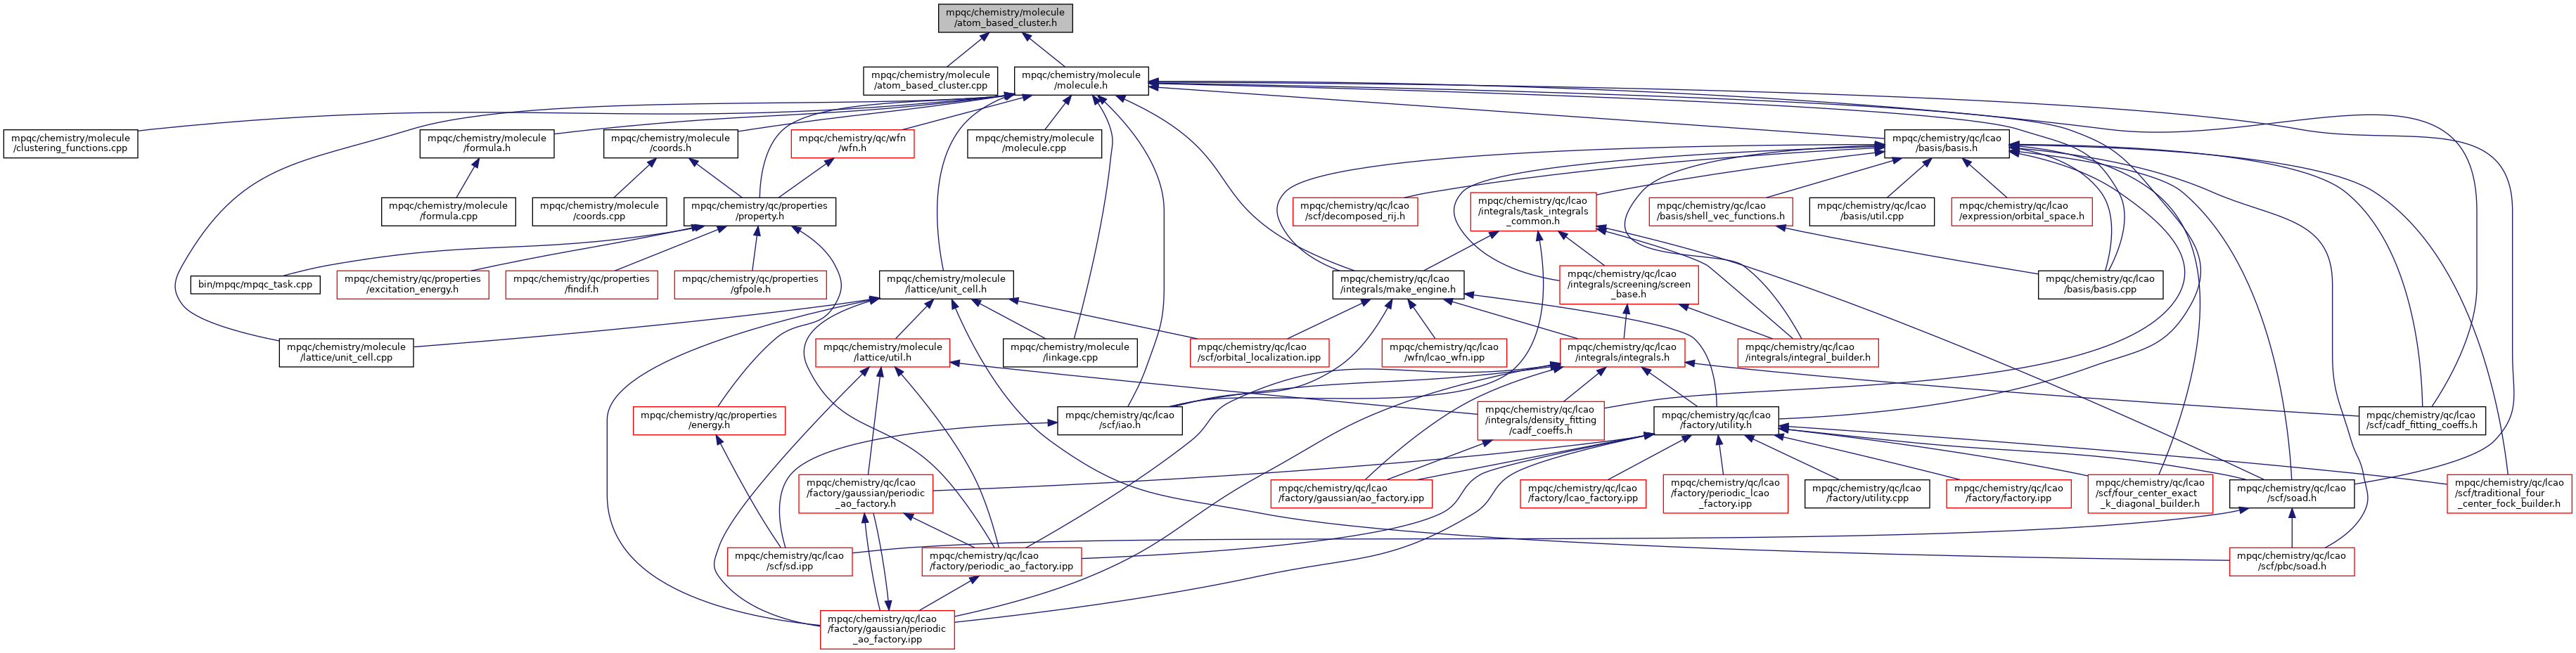 mpqc/chemistry/molecule
/atom_based_cluster.h
mpqc/chemistry/molecule
/atom_based_cluster.cpp
mpqc/chemistry/molecule
/molecule.h
mpqc/chemistry/molecule
/clustering_functions.cpp
mpqc/chemistry/molecule
/formula.h
mpqc/chemistry/molecule
/coords.h
mpqc/chemistry/qc/wfn
/wfn.h
mpqc/chemistry/molecule
/molecule.cpp
mpqc/chemistry/qc/lcao
/basis/basis.h
mpqc/chemistry/molecule
/formula.cpp
mpqc/chemistry/molecule
/coords.cpp
mpqc/chemistry/qc/properties
/property.h
mpqc/chemistry/qc/lcao
/scf/decomposed_rij.h
mpqc/chemistry/qc/lcao
/integrals/task_integrals
_common.h
mpqc/chemistry/qc/lcao
/basis/shell_vec_functions.h
mpqc/chemistry/qc/lcao
/basis/util.cpp
mpqc/chemistry/qc/lcao
/expression/orbital_space.h
bin/mpqc/mpqc_task.cpp
mpqc/chemistry/qc/properties
/excitation_energy.h
mpqc/chemistry/qc/properties
/findif.h
mpqc/chemistry/qc/properties
/gfpole.h
mpqc/chemistry/molecule
/lattice/unit_cell.h
mpqc/chemistry/qc/lcao
/integrals/make_engine.h
mpqc/chemistry/qc/lcao
/integrals/screening/screen
_base.h
mpqc/chemistry/qc/lcao
/basis/basis.cpp
mpqc/chemistry/molecule
/lattice/unit_cell.cpp
mpqc/chemistry/molecule
/lattice/util.h
mpqc/chemistry/molecule
/linkage.cpp
mpqc/chemistry/qc/lcao
/scf/orbital_localization.ipp
mpqc/chemistry/qc/lcao
/wfn/lcao_wfn.ipp
mpqc/chemistry/qc/lcao
/integrals/integrals.h
mpqc/chemistry/qc/lcao
/integrals/integral_builder.h
mpqc/chemistry/qc/properties
/energy.h
mpqc/chemistry/qc/lcao
/scf/iao.h
mpqc/chemistry/qc/lcao
/integrals/density_fitting
/cadf_coeffs.h
mpqc/chemistry/qc/lcao
/factory/utility.h
mpqc/chemistry/qc/lcao
/scf/cadf_fitting_coeffs.h
mpqc/chemistry/qc/lcao
/factory/gaussian/periodic
_ao_factory.h
mpqc/chemistry/qc/lcao
/factory/gaussian/ao_factory.ipp
mpqc/chemistry/qc/lcao
/factory/lcao_factory.ipp
mpqc/chemistry/qc/lcao
/factory/periodic_lcao
_factory.ipp
mpqc/chemistry/qc/lcao
/factory/utility.cpp
mpqc/chemistry/qc/lcao
/factory/factory.ipp
mpqc/chemistry/qc/lcao
/scf/four_center_exact
_k_diagonal_builder.h
mpqc/chemistry/qc/lcao
/scf/soad.h
mpqc/chemistry/qc/lcao
/scf/traditional_four
_center_fock_builder.h
mpqc/chemistry/qc/lcao
/scf/sd.ipp
mpqc/chemistry/qc/lcao
/factory/periodic_ao_factory.ipp
mpqc/chemistry/qc/lcao
/scf/pbc/soad.h
mpqc/chemistry/qc/lcao
/factory/gaussian/periodic
_ao_factory.ipp